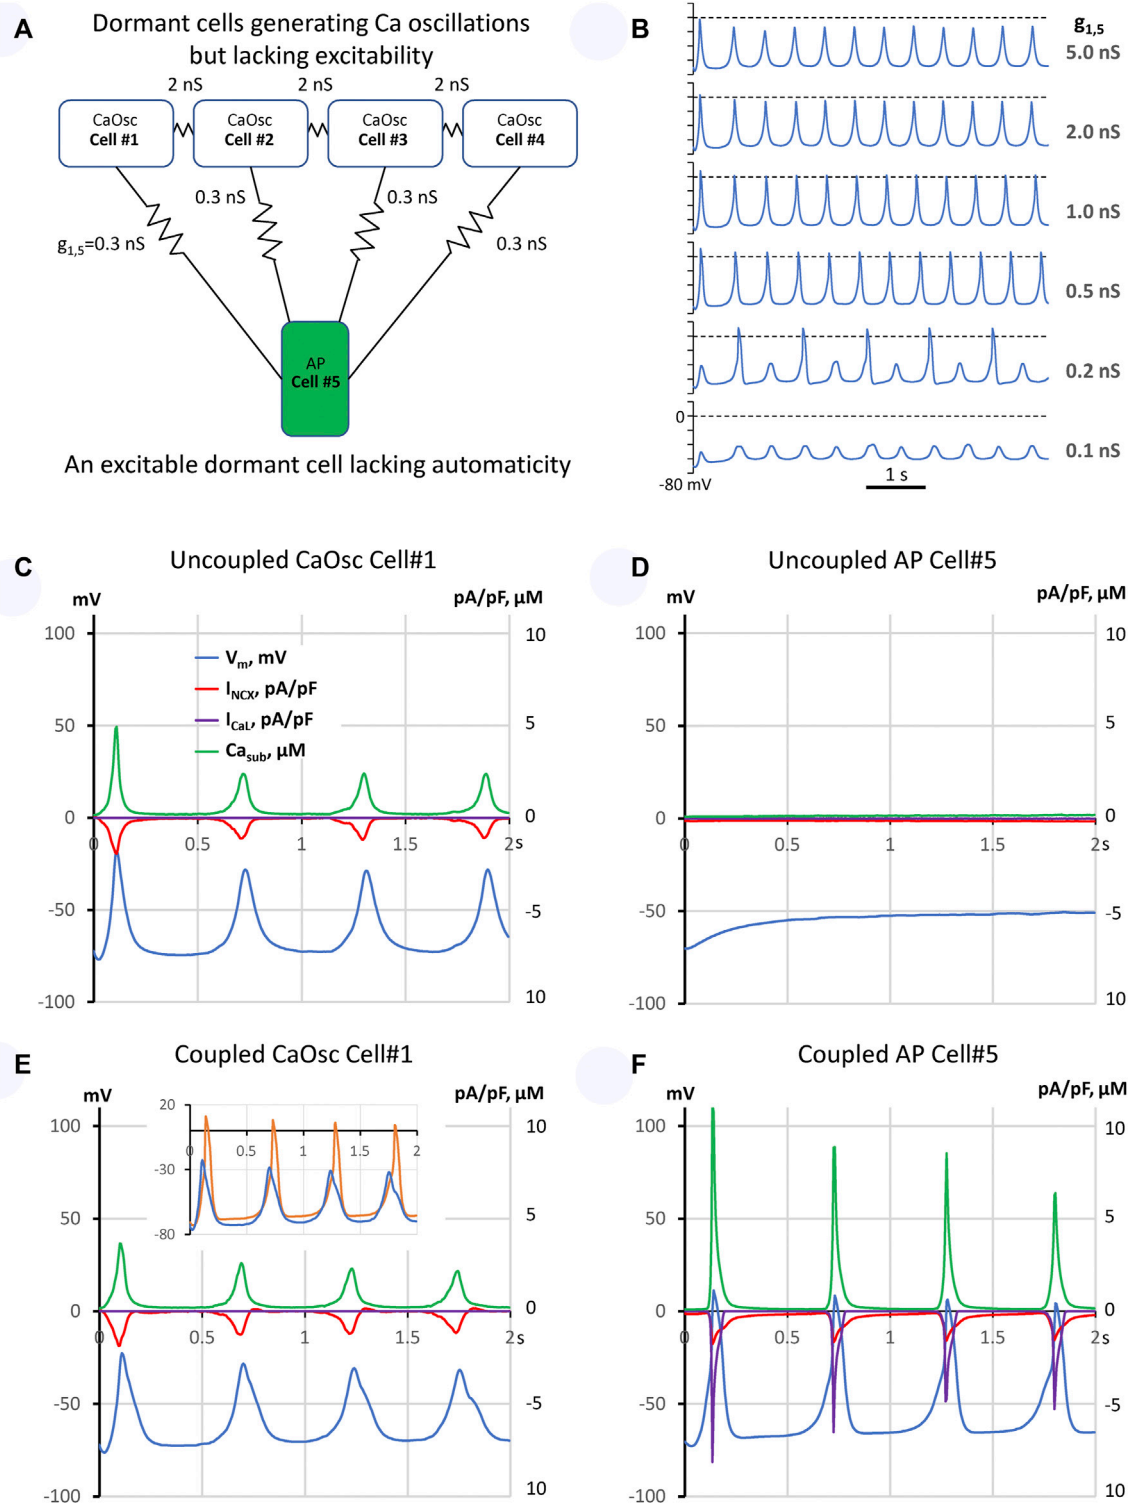 A
Dormant cells generating Ca oscillations
but lacking excitability
2 nS
2 nS
2 nS
CaOsc
Cell #1
CaOsc
Cell #2
CaOsc
Cell #3
CaOsc
Cell #4
0.3 nS
0.3 nS
g1,5=0.3 nS
0.3 nS
AP
Cell #5
An excitable dormant cell lacking automaticity
B
g1,5
5.0 nS
2.0 nS
1.0 nS
0.5 nS
0.2 nS
0
0.1 nS
-80 mV
1 s
C
Uncoupled CaOsc Cell#1
mV
pA/pF, µM
100
50
0
-50
-100
10
5
0
-5
10
Vm, mV
INCX, pA/pF
ICaL, pA/pF
Casub, µM
0
0.5
1
1.5
2s
D
Uncoupled AP Cell#5
mV
pA/pF, µM
100
50
0
-50
-100
10
5
0
-5
10
0
0.5
1
1.5
2s
E
Coupled CaOsc Cell#1
mV
pA/pF, µM
100
50
0
-50
-100
10
5
0
-5
10
20
-30
-80
0
0.5
1
1.5
2
0
0.5
1
1.5
2s
F
Coupled AP Cell#5
mV
pA/pF, µM
100
50
0
-50
-100
10
5
0
-5
10
0
0.5
1
1.5
2s